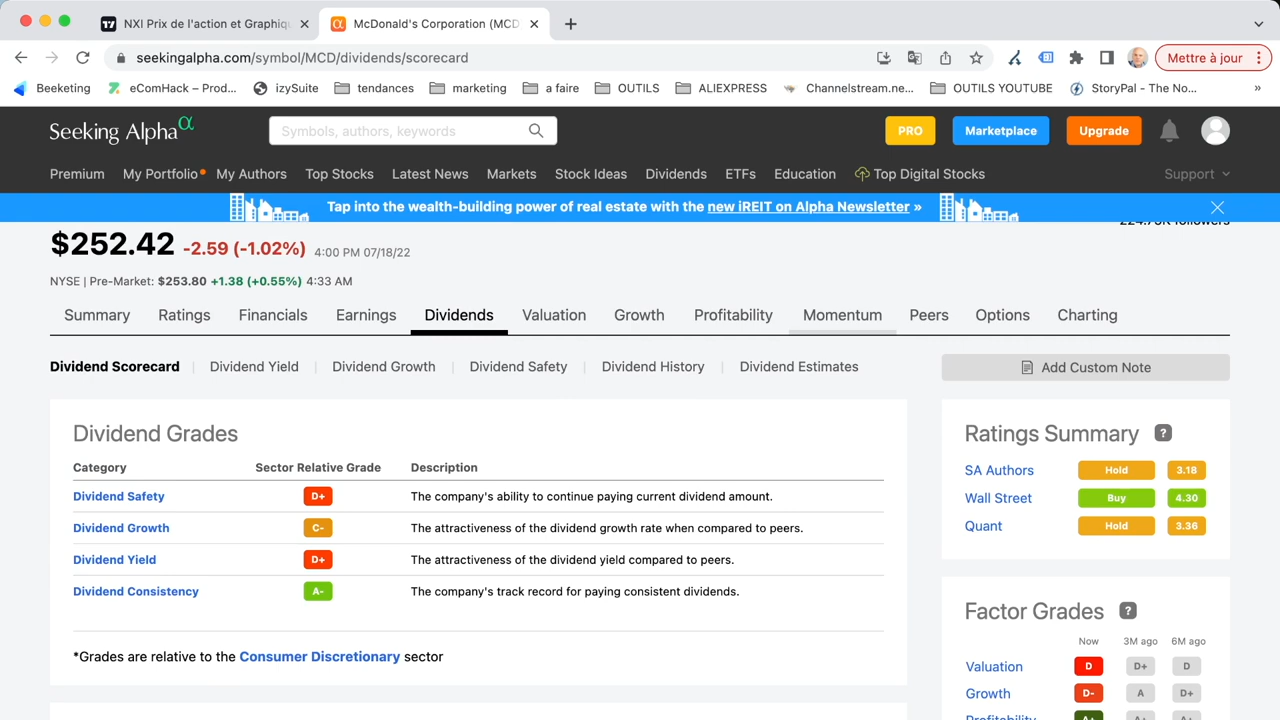 NXI Prix de l'action et Graphiqu
McDonald's Corporation (MCD
seekingalpha.com/symbol/MCD/dividends/scorecard
Mettre à jour
Beeketing
eComHack – Prod...
izySuite
tendances
marketing
a faire
OUTILS
ALIEXPRESS
Channelstream.ne...
OUTILS YOUTUBE
StoryPal - The No...
»
Seeking Alpha α
Symbols, authors, keywords
PRO
Marketplace
Upgrade
Premium
My Portfolio
My Authors
Top Stocks
Latest News
Markets
Stock Ideas
Dividends
ETFs
Education
Top Digital Stocks
Support
Tap into the wealth-building power of real estate with the new iREIT on Alpha Newsletter »
$252.42 -2.59 (-1.02%) 4:00 PM 07/18/22
NYSE | Pre-Market: $253.80 +1.38 (+0.55%) 4:33 AM
Summary
Ratings
Financials
Earnings
Dividends
Valuation
Growth
Profitability
Momentum
Peers
Options
Charting
Dividend Scorecard
Dividend Yield
Dividend Growth
Dividend Safety
Dividend History
Dividend Estimates
Add Custom Note
Dividend Grades
Category Sector Relative Grade Description
Dividend Safety D+ The company's ability to continue paying current dividend amount.
Dividend Growth C- The attractiveness of the dividend growth rate when compared to peers.
Dividend Yield D+ The attractiveness of the dividend yield compared to peers.
Dividend Consistency A- The company's track record for paying consistent dividends.
*Grades are relative to the Consumer Discretionary sector
Ratings Summary ?
SA Authors Hold 3.18
Wall Street Buy 4.30
Quant Hold 3.36
Factor Grades ?
Now 3M ago 6M ago
Valuation D D+ D
Growth D- A D+
Profitability A+ A+ A+